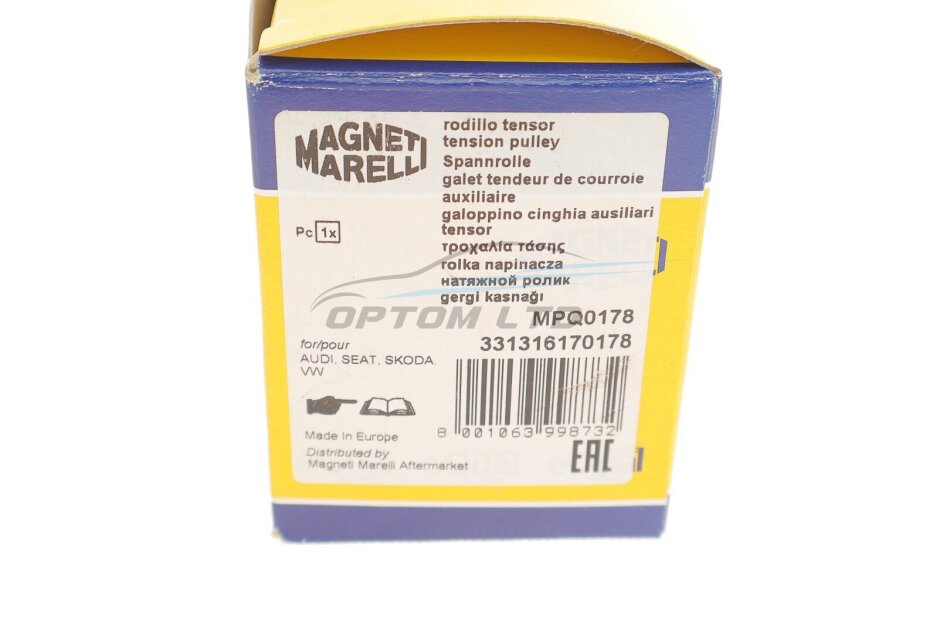 MAGNETI
MARELLI
Pc 1x
rodillo tensor
tension pulley
Spannrolle
galet tendeur de courroie
auxiliaire
galoppino cinghia ausiliari
tensor
τροχαλία τάσης
rolka napinacza
натяжной ролик
gergi kasnağı
OPTOM LTD
MPQ0178
331316170178
for/pour
AUDI, SEAT, SKODA,
VW
8 001063 998732
Made in Europe
Distributed by
Magneti Marelli Aftermarket
EAC